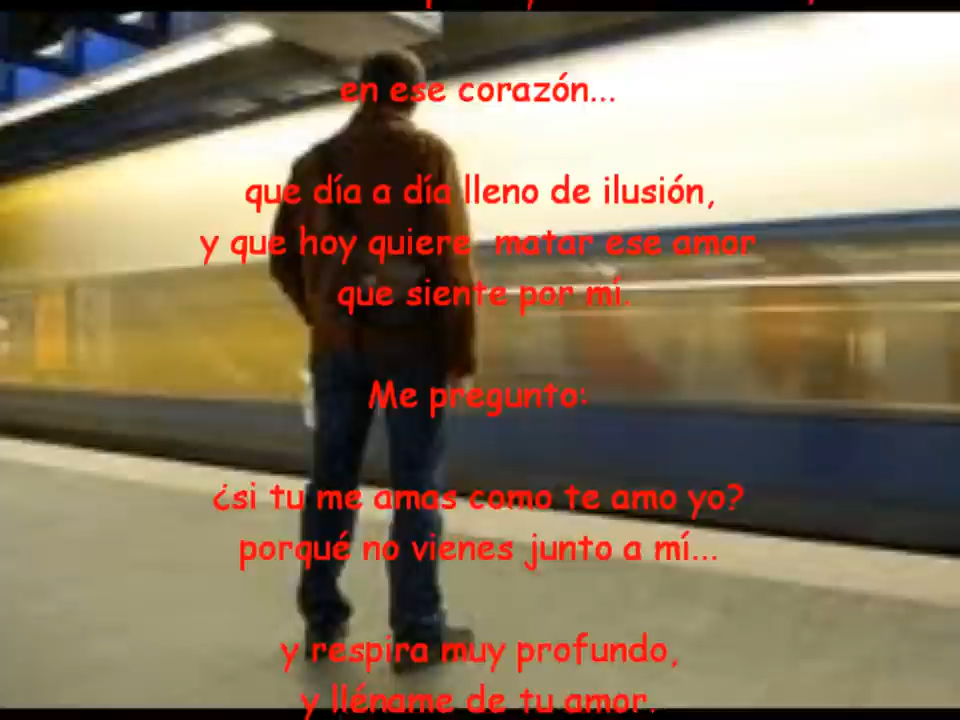 en ese corazón...
que día a día lleno de ilusión,
y que hoy quiere matar ese amor
que siente por mí.
Me pregunto:
¿si tu me amas como te amo yo?
porqué no vienes junto a mí...
y respira muy profundo,
y lléname de tu amor.